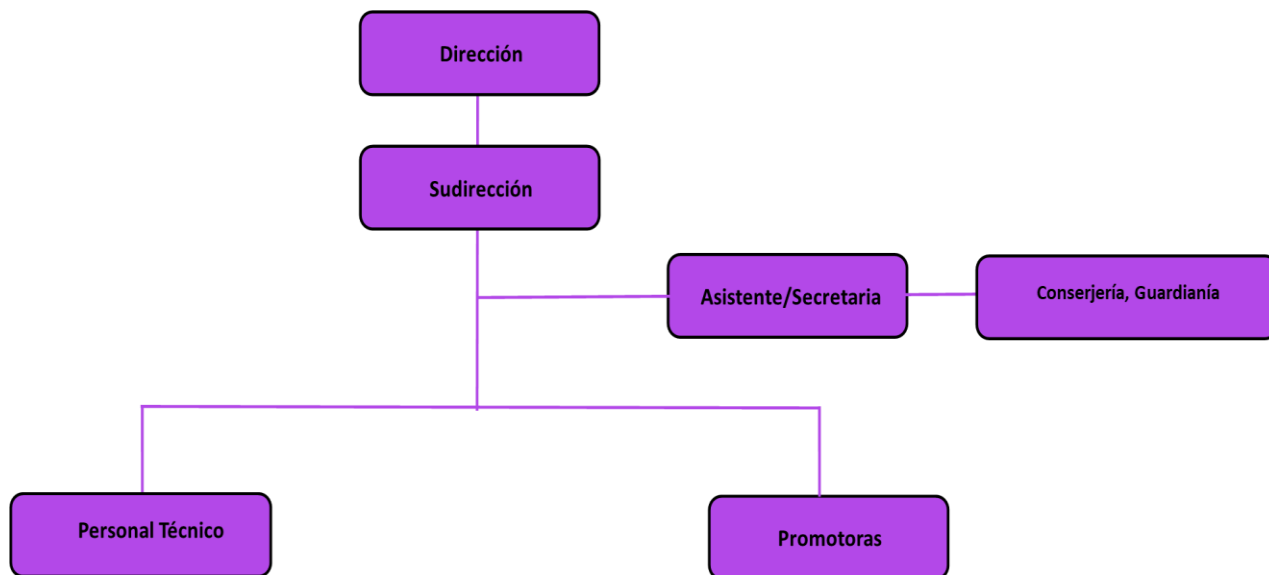 Dirección
Sudirección
Asistente/Secretaria
Conserjería, Guardianía
Personal Técnico
Promotoras